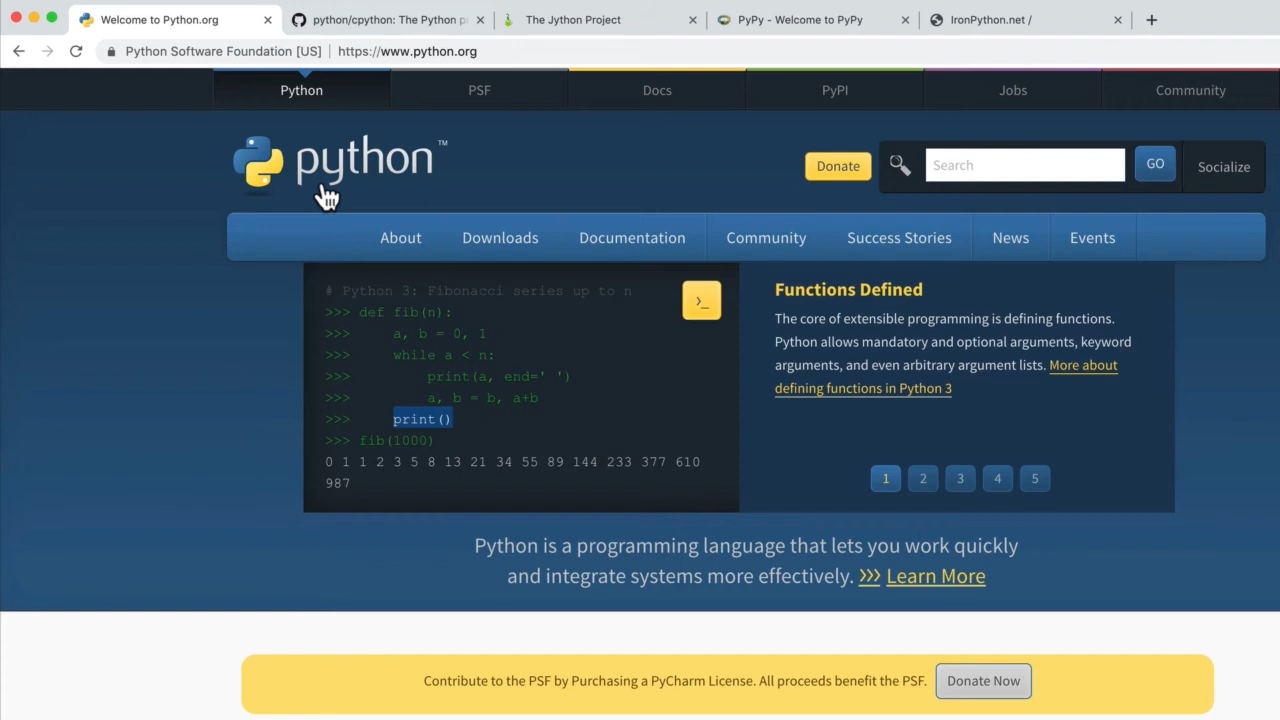 Welcome to Python.org
python/cpython: The Python p
The Jython Project
PyPy - Welcome to PyPy
IronPython.net /
Python Software Foundation [US] https://www.python.org
Python PSF Docs PyPI Jobs Community
python™
Donate Search GO Socialize
About Downloads Documentation Community Success Stories News Events
# Python 3: Fibonacci series up to n
>>> def fib(n):
>>> a, b = 0, 1
>>> while a < n:
>>> print(a, end=' ')
>>> a, b = b, a+b
>>> print()
>>> fib(1000)
0 1 1 2 3 5 8 13 21 34 55 89 144 233 377 610
987
>_
Functions Defined
The core of extensible programming is defining functions.
Python allows mandatory and optional arguments, keyword
arguments, and even arbitrary argument lists. More about
defining functions in Python 3
1 2 3 4 5
Python is a programming language that lets you work quickly
and integrate systems more effectively. >>> Learn More
Contribute to the PSF by Purchasing a PyCharm License. All proceeds benefit the PSF. Donate Now